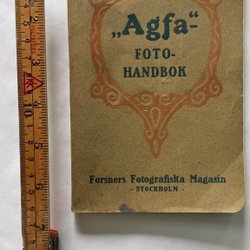 „Agfa“-
FOTO-
HANDBOK
Forsners Fotografiska Magasin
- STOCKHOLM -